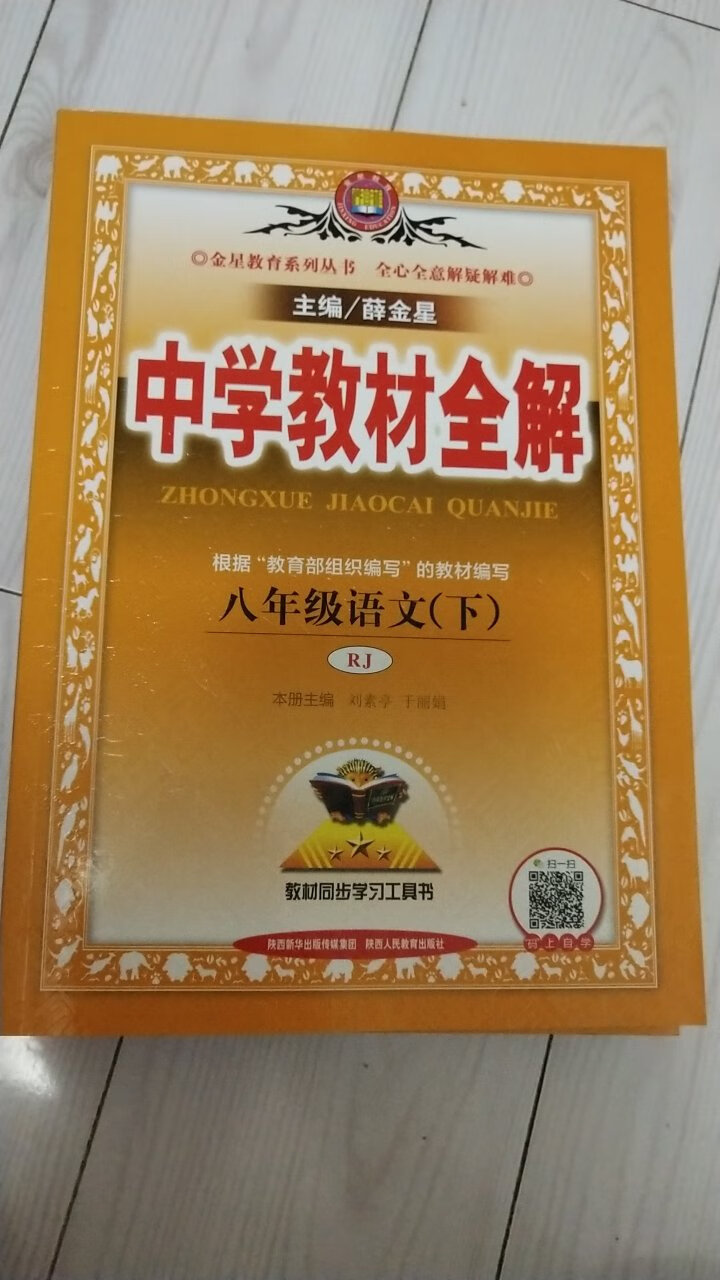 ◎金星教育系列丛书 全心全意解疑解难◎
主编/薛金星
中学教材全解
ZHONGXUE JIAOCAI QUANJIE
根据“教育部组织编写”的教材编写
八年级语文(下)
RJ
本册主编 刘素亭 于丽娟
教材同步学习工具书
扫一扫
码上自学
陕西新华出版传媒集团 陕西人民教育出版社